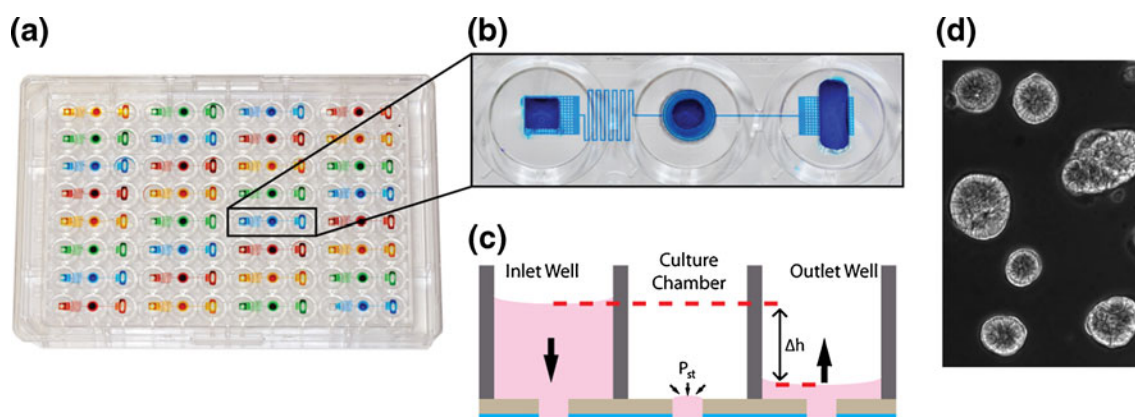 (a)
(b)
(c)
Inlet Well
Culture
Chamber
Outlet Well
Δh
Pst
(d)